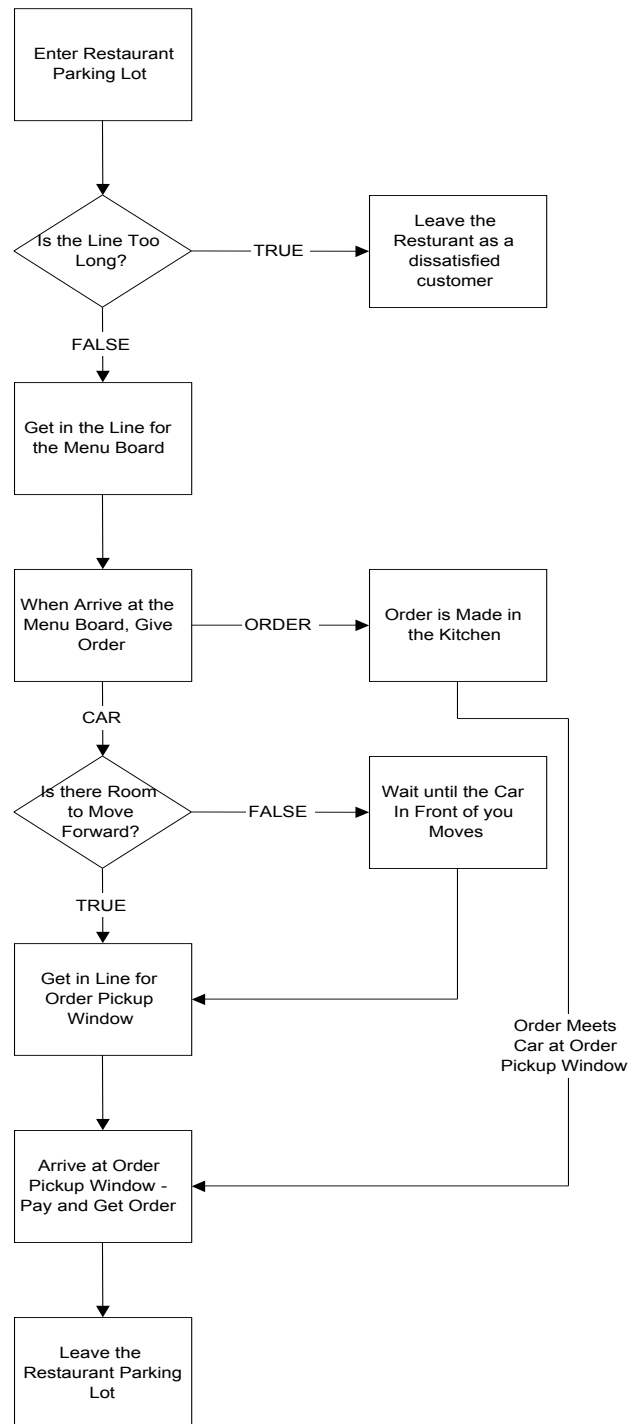 Enter Restaurant
Parking Lot
Is the Line Too
Long?
TRUE
Leave the
Resturant as a
dissatisfied
customer
FALSE
Get in the Line for
the Menu Board
When Arrive at the
Menu Board, Give
Order
ORDER
Order is Made in
the Kitchen
CAR
Is there Room
to Move
Forward?
FALSE
Wait until the Car
In Front of you
Moves
TRUE
Get in Line for
Order Pickup
Window
Order Meets
Car at Order
Pickup Window
Arrive at Order
Pickup Window -
Pay and Get Order
Leave the
Restaurant Parking
Lot